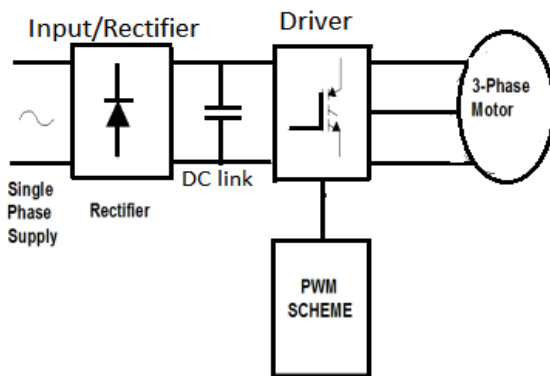 Input/Rectifier
Driver
3-Phase
Motor
DC link
Single
Phase
Supply
Rectifier
PWM
SCHEME